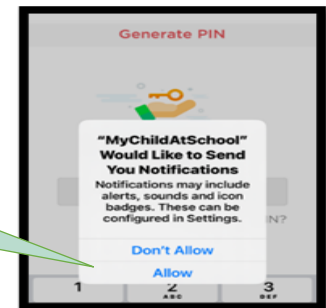 Generate PIN
"MyChildAtSchool"
Would Like to Send
You Notifications
Notifications may include
alerts, sounds and icon
badges. These can be
configured in Settings.
IN?
Don't Allow
Allow
1 2 3
ABC DEF